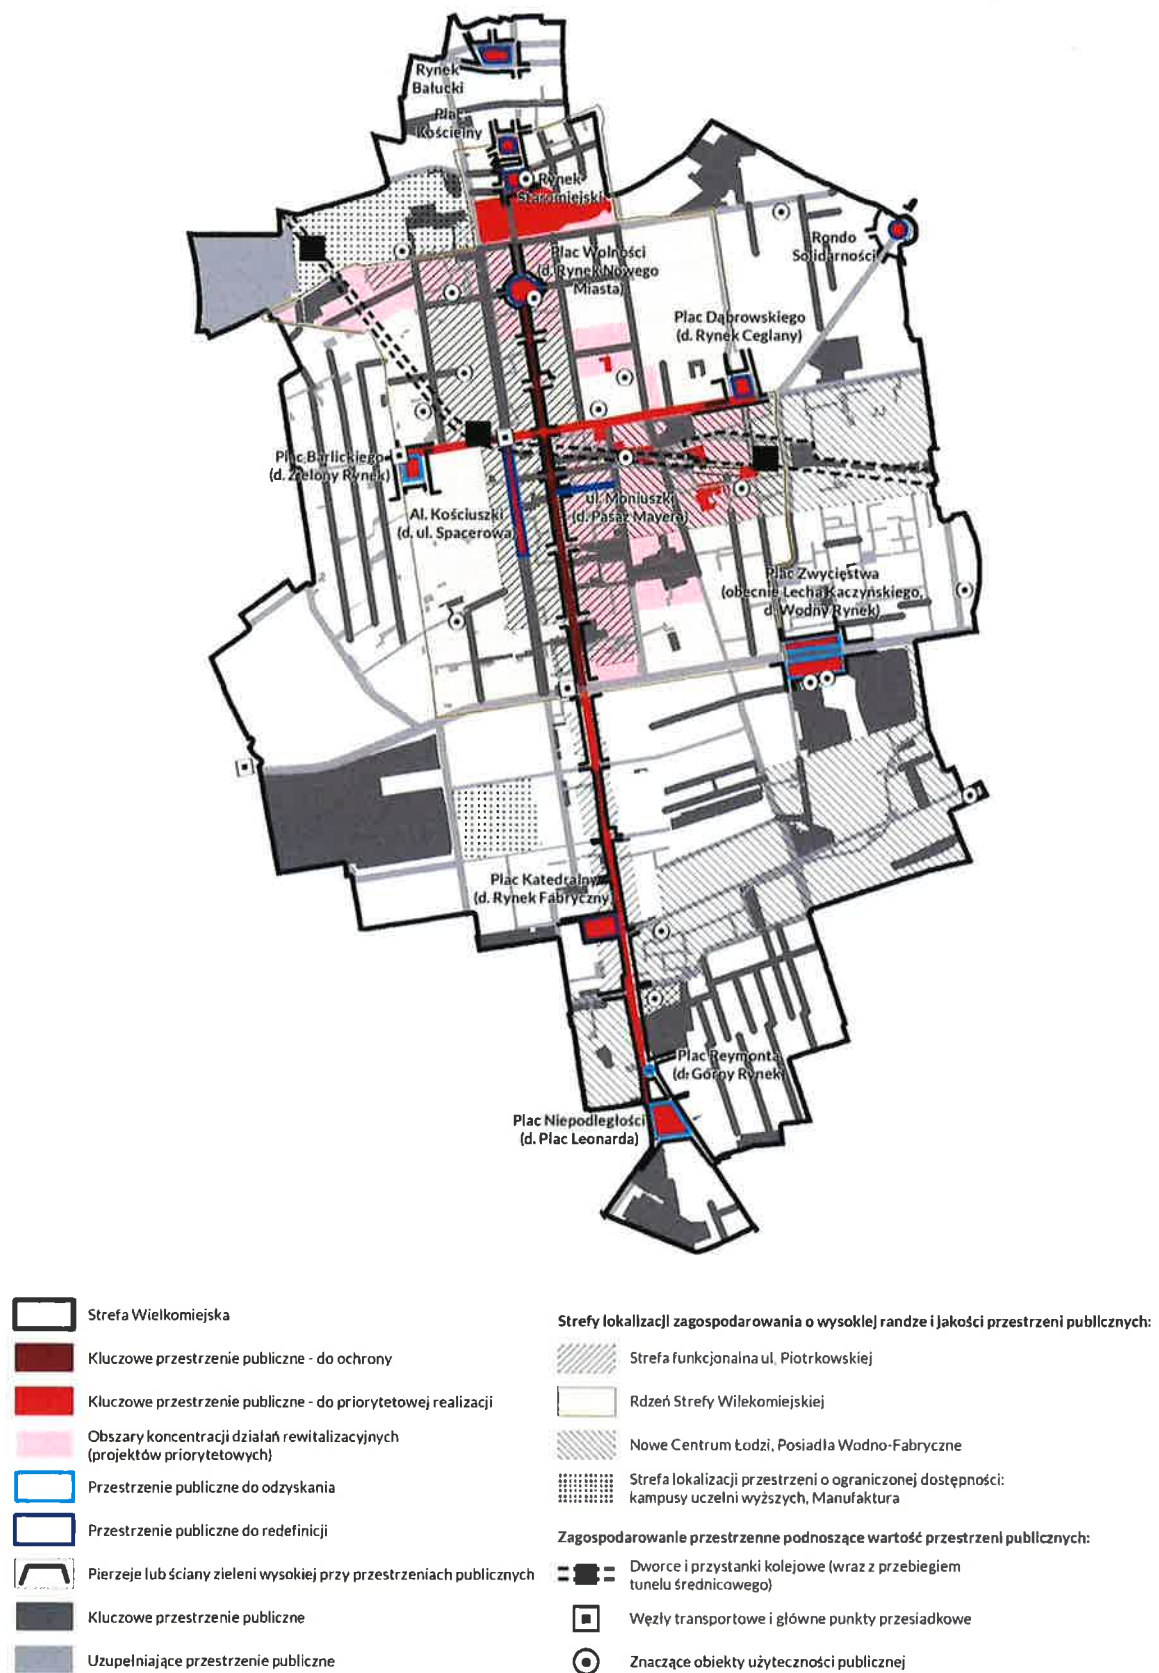 Rynek
Bałucki
Plac
Kościelny
Rynek
Staromiejski
Plac Wolności
(d. Rynek Nowego
Miasta)
Rondo
Solidarności
Plac Dąbrowskiego
(d. Rynek Ceglany)
Plac Barlickiego
(d. Zielony Rynek)
Al. Kościuszki
(d. ul. Spacerowa)
ul. Moniuszki
(d. Pasaż Mayera)
Plac Zwycięstwa
(obecnie Lecha Kaczyńskiego,
d. Wodny Rynek)
Plac Katedralny
(d. Rynek Fabryczny)
Plac Reymonta
(d. Górny Rynek)
Plac Niepodległości
(d. Plac Leonarda)
Strefa Wielkomiejska
Kluczowe przestrzenie publiczne - do ochrony
Kluczowe przestrzenie publiczne - do priorytetowej realizacji
Obszary koncentracji działań rewitalizacyjnych
(projektów priorytetowych)
Przestrzenie publiczne do odzyskania
Przestrzenie publiczne do redefinicji
Pierzeje lub ściany zieleni wysokiej przy przestrzeniach publicznych
Kluczowe przestrzenie publiczne
Uzupełniające przestrzenie publiczne
Strefy lokalizacji zagospodarowania o wysokiej randze i jakości przestrzeni publicznych:
Strefa funkcjonalna ul. Piotrkowskiej
Rdzeń Strefy Wilekomiejskiej
Nowe Centrum Łodzi, Posiadła Wodno-Fabryczne
Strefa lokalizacji przestrzeni o ograniczonej dostępności:
kampusy uczelni wyższych, Manufaktura
Zagospodarowanie przestrzenne podnoszące wartość przestrzeni publicznych:
Dworce i przystanki kolejowe (wraz z przebiegiem
tunelu średnicowego)
Węzły transportowe i główne punkty przesiadkowe
Znaczące obiekty użyteczności publicznej